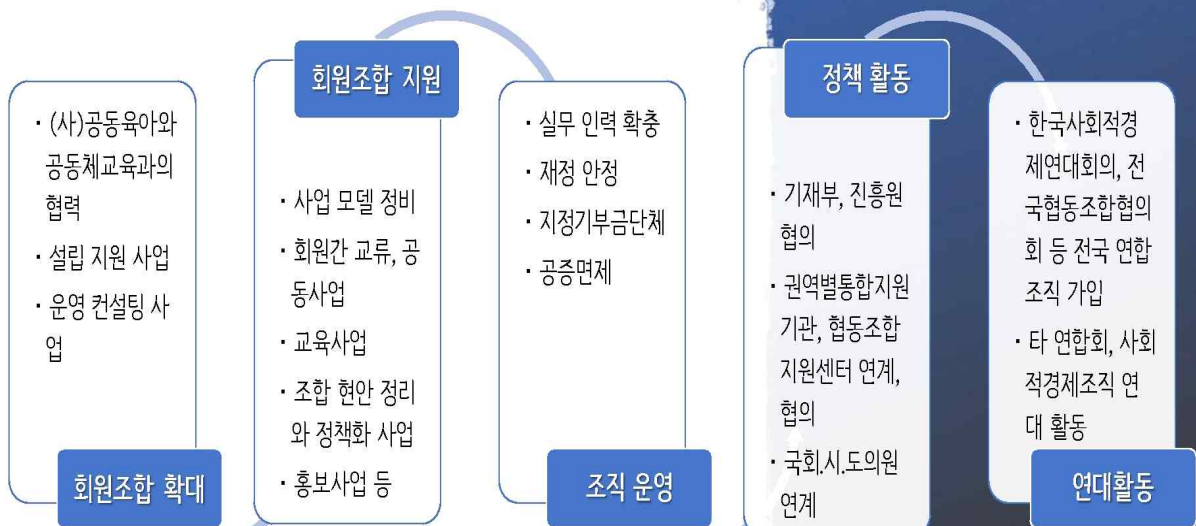 · (사)공동육아와
공동체교육과의
협력
· 설립 지원 사업
· 운영 컨설팅 사
업
회원조합 확대
회원조합 지원
· 사업 모델 정비
· 회원간 교류, 공
동사업
· 교육사업
· 조합 현안 정리
와 정책화 사업
· 홍보사업 등
· 실무 인력 확충
· 재정 안정
· 지정기부금단체
· 공증면제
조직 운영
정책 활동
· 기재부, 진흥원
협의
· 권역별통합지원
기관, 협동조합
지원센터 연계,
협의
· 국회.시.도의원
연계
· 한국사회적경
제연대회의, 전
국협동조합협의
회 등 전국 연합
조직 가입
· 타 연합회, 사회
적경제조직 연
대 활동
연대활동